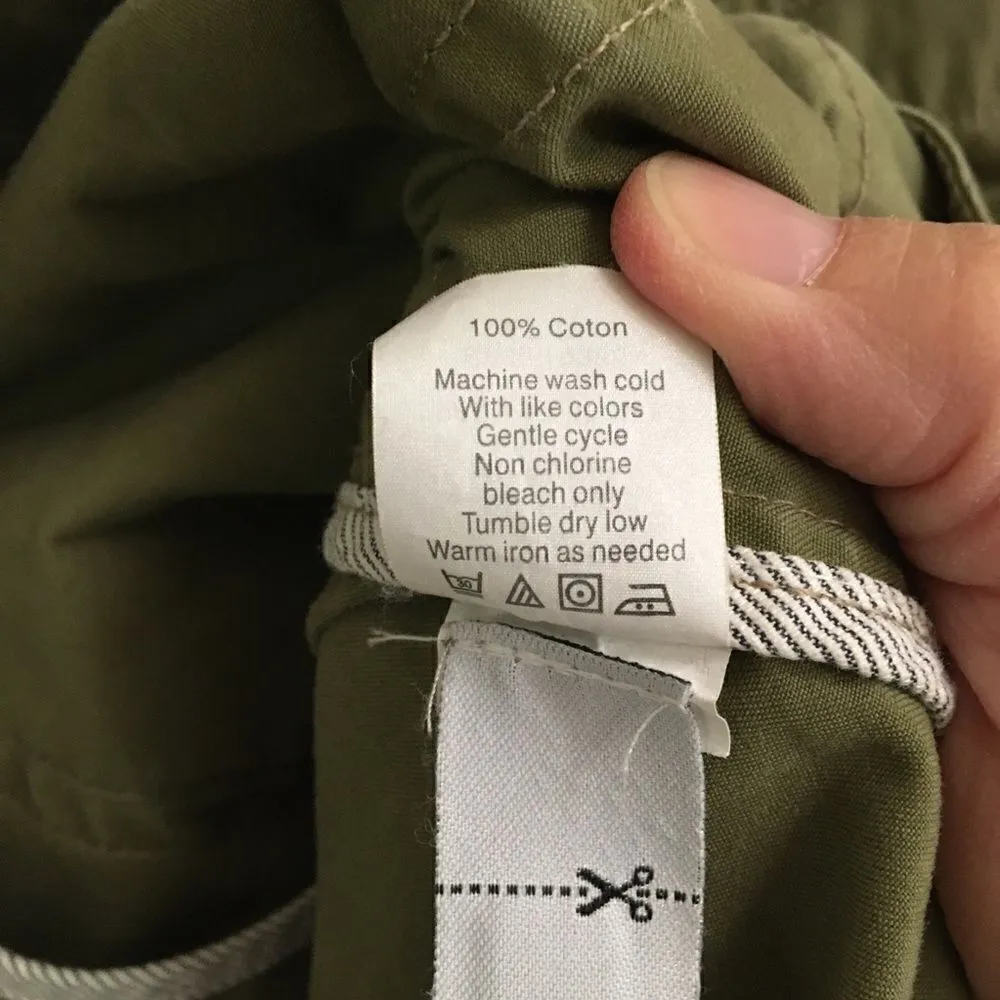 100% Coton
Machine wash cold
With like colors
Gentle cycle
Non chlorine
bleach only
Tumble dry low
Warm iron as needed
30